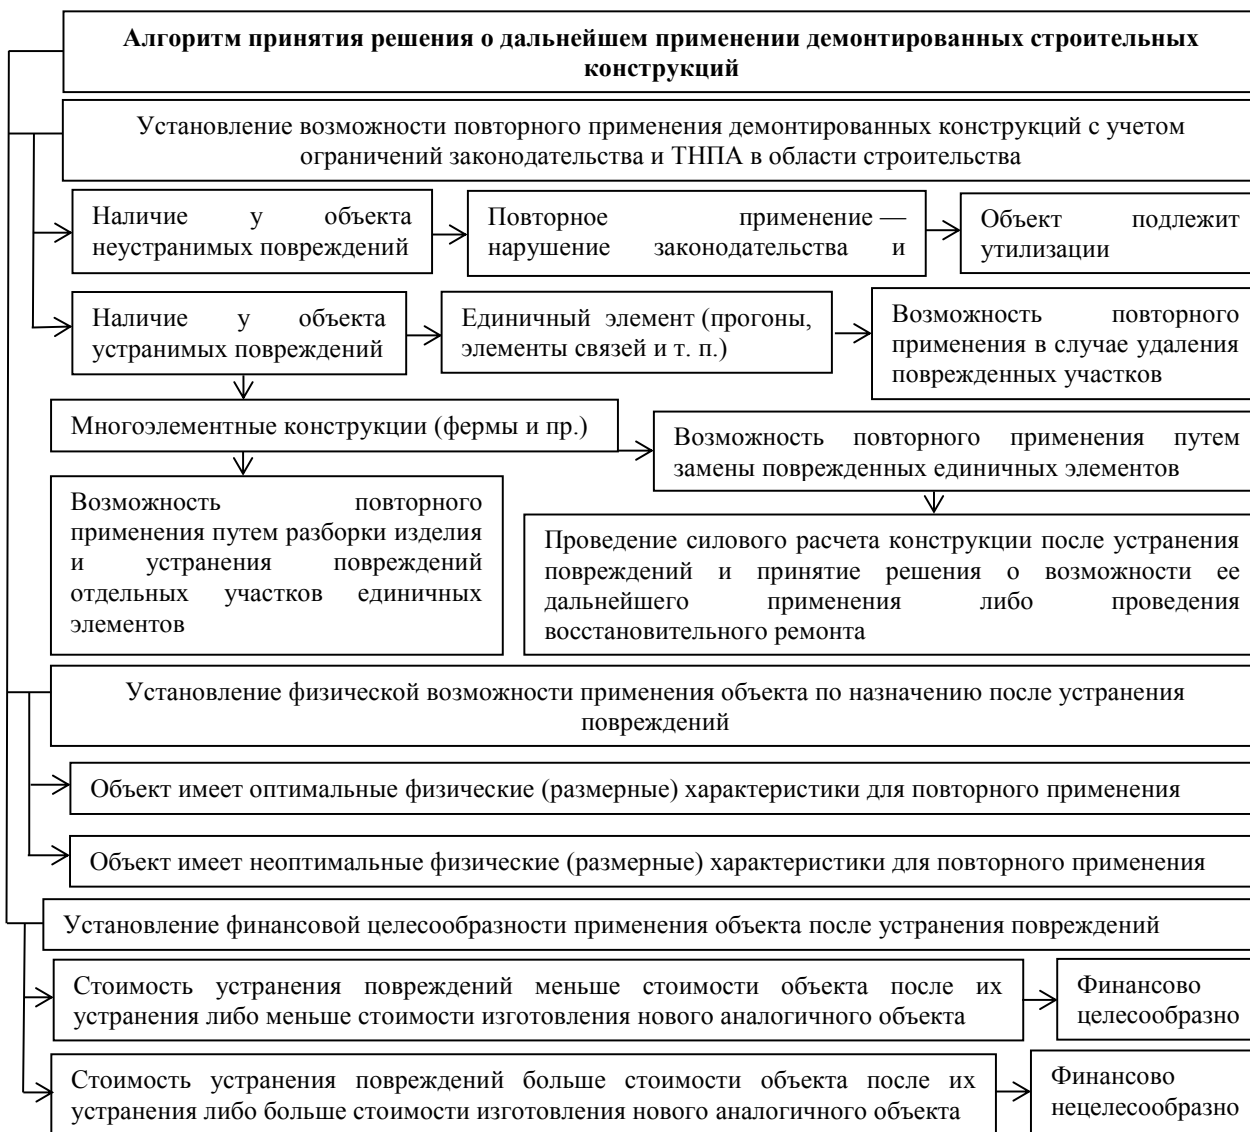 Алгоритм принятия решения о дальнейшем применении демонтированных строительных
конструкций
Установление возможности повторного применения демонтированных конструкций с учетом
ограничений законодательства и ТНПА в области строительства
Наличие у объекта
неустранимых повреждений
Повторное применение —
нарушение законодательства и
Объект подлежит
утилизации
Наличие у объекта
устранимых повреждений
Единичный элемент (прогоны,
элементы связей и т. п.)
Возможность повторного
применения в случае удаления
поврежденных участков
Многоэлементные конструкции (фермы и пр.)
Возможность повторного применения путем
замены поврежденных единичных элементов
Возможность повторного
применения путем разборки изделия
и устранения повреждений
отдельных участков единичных
элементов
Проведение силового расчета конструкции после устранения
повреждений и принятие решения о возможности ее
дальнейшего применения либо проведения
восстановительного ремонта
Установление физической возможности применения объекта по назначению после устранения
повреждений
Объект имеет оптимальные физические (размерные) характеристики для повторного применения
Объект имеет неоптимальные физические (размерные) характеристики для повторного применения
Установление финансовой целесообразности применения объекта после устранения повреждений
Стоимость устранения повреждений меньше стоимости объекта после их
устранения либо меньше стоимости изготовления нового аналогичного объекта
Финансово
целесообразно
Стоимость устранения повреждений больше стоимости объекта после их
устранения либо больше стоимости изготовления нового аналогичного объекта
Финансово
нецелесообразно